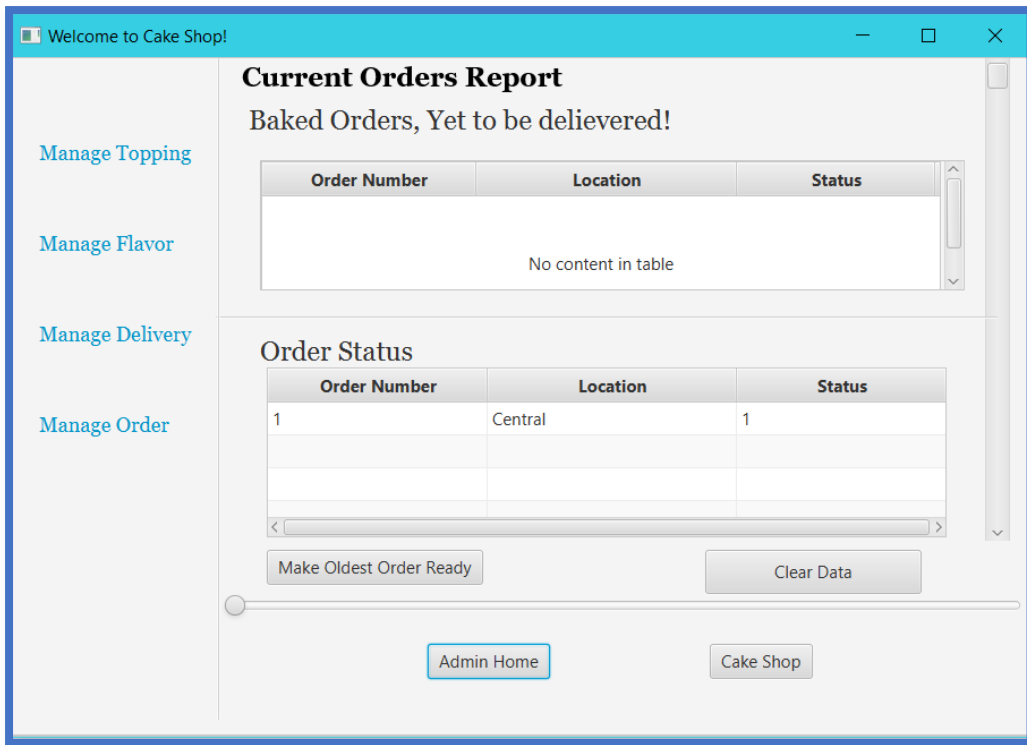 Welcome to Cake Shop!
Current Orders Report
Baked Orders, Yet to be delievered!
Manage Topping
Manage Flavor
Manage Delivery
Manage Order
Order Number Location Status
No content in table
Order Status
Order Number Location Status
1 Central 1
Make Oldest Order Ready Clear Data
Admin Home Cake Shop